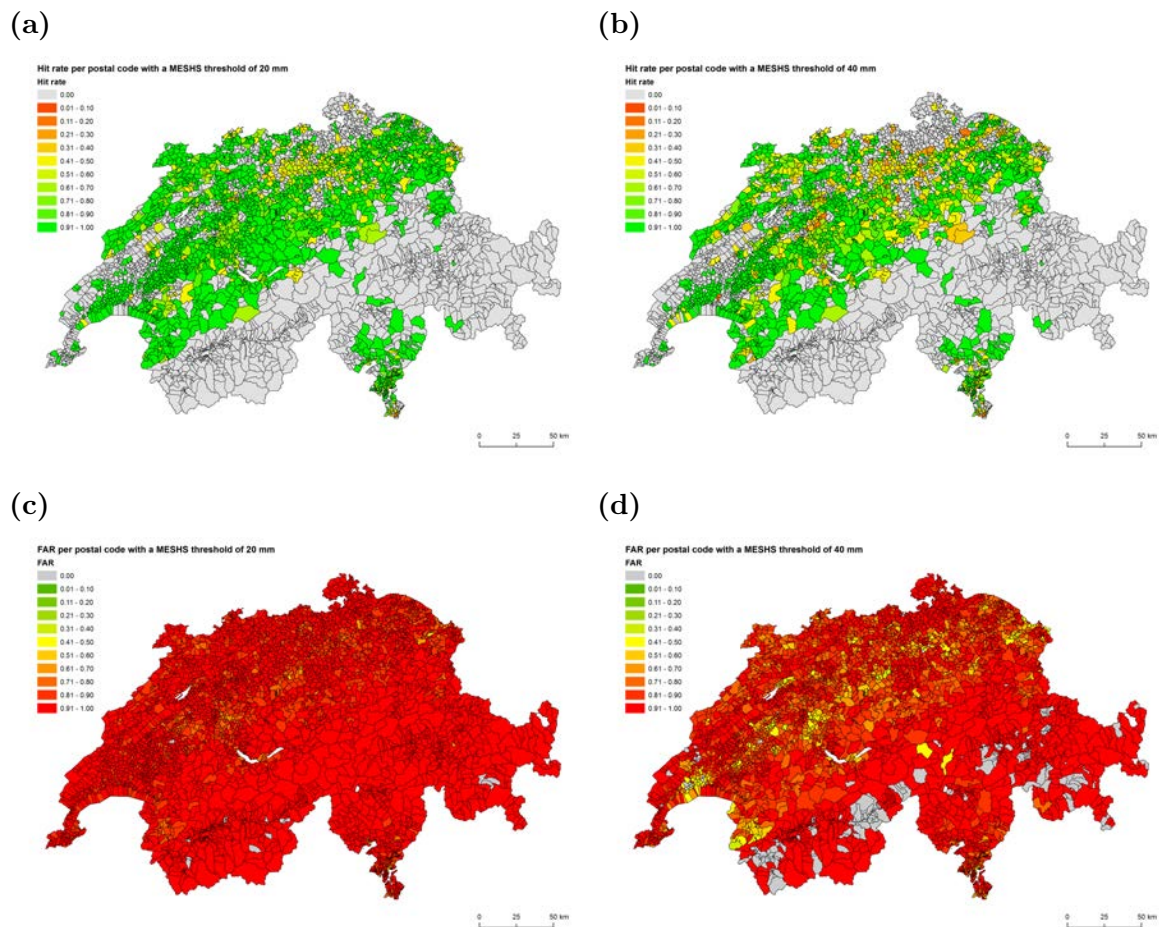 (a)
Hit rate per postal code with a MESHS threshold of 20 mm
Hit rate
0.00
0.01 - 0.10
0.11 - 0.20
0.21 - 0.30
0.31 - 0.40
0.41 - 0.50
0.51 - 0.60
0.61 - 0.70
0.71 - 0.80
0.81 - 0.90
0.91 - 1.00
0 25 50 km
(b)
Hit rate per postal code with a MESHS threshold of 40 mm
Hit rate
0.00
0.01 - 0.10
0.11 - 0.20
0.21 - 0.30
0.31 - 0.40
0.41 - 0.50
0.51 - 0.60
0.61 - 0.70
0.71 - 0.80
0.81 - 0.90
0.91 - 1.00
0 25 50 km
(c)
FAR per postal code with a MESHS threshold of 20 mm
FAR
0.00
0.01 - 0.10
0.11 - 0.20
0.21 - 0.30
0.31 - 0.40
0.41 - 0.50
0.51 - 0.60
0.61 - 0.70
0.71 - 0.80
0.81 - 0.90
0.91 - 1.00
0 25 50 km
(d)
FAR per postal code with a MESHS threshold of 40 mm
FAR
0.00
0.01 - 0.10
0.11 - 0.20
0.21 - 0.30
0.31 - 0.40
0.41 - 0.50
0.51 - 0.60
0.61 - 0.70
0.71 - 0.80
0.81 - 0.90
0.91 - 1.00
0 25 50 km